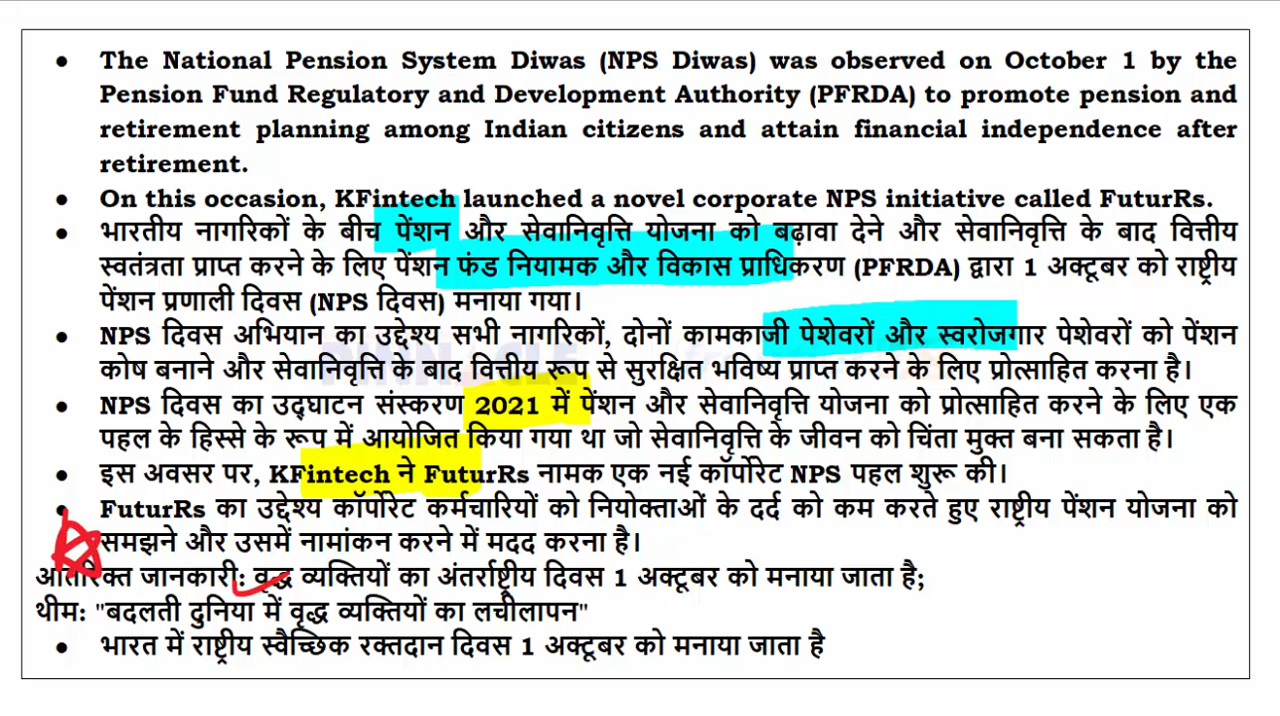 • The National Pension System Diwas (NPS Diwas) was observed on October 1 by the
Pension Fund Regulatory and Development Authority (PFRDA) to promote pension and
retirement planning among Indian citizens and attain financial independence after
retirement.
• On this occasion, KFintech launched a novel corporate NPS initiative called FuturRs.
• भारतीय नागरिकों के बीच पेंशन और सेवानिवृत्ति योजना को बढ़ावा देने और सेवानिवृत्ति के बाद वित्तीय
स्वतंत्रता प्राप्त करने के लिए पेंशन फंड नियामक और विकास प्राधिकरण (PFRDA) द्वारा 1 अक्टूबर को राष्ट्रीय
पेंशन प्रणाली दिवस (NPS दिवस) मनाया गया।
• NPS दिवस अभियान का उद्देश्य सभी नागरिकों, दोनों कामकाजी पेशेवरों और स्वरोजगार पेशेवरों को पेंशन
कोष बनाने और सेवानिवृत्ति के बाद वित्तीय रूप से सुरक्षित भविष्य प्राप्त करने के लिए प्रोत्साहित करना है।
• NPS दिवस का उद्घाटन संस्करण 2021 में पेंशन और सेवानिवृत्ति योजना को प्रोत्साहित करने के लिए एक
पहल के हिस्से के रूप में आयोजित किया गया था जो सेवानिवृत्ति के जीवन को चिंता मुक्त बना सकता है।
• इस अवसर पर, KFintech ने FuturRs नामक एक नई कॉर्पोरेट NPS पहल शुरू की।
• FuturRs का उद्देश्य कॉर्पोरेट कर्मचारियों को नियोक्ताओं के दर्द को कम करते हुए राष्ट्रीय पेंशन योजना को
समझने और उसमें नामांकन करने में मदद करना है।
अतिरिक्त जानकारी: वृद्ध व्यक्तियों का अंतर्राष्ट्रीय दिवस 1 अक्टूबर को मनाया जाता है;
थीम: "बदलती दुनिया में वृद्ध व्यक्तियों का लचीलापन"
• भारत में राष्ट्रीय स्वैच्छिक रक्तदान दिवस 1 अक्टूबर को मनाया जाता है